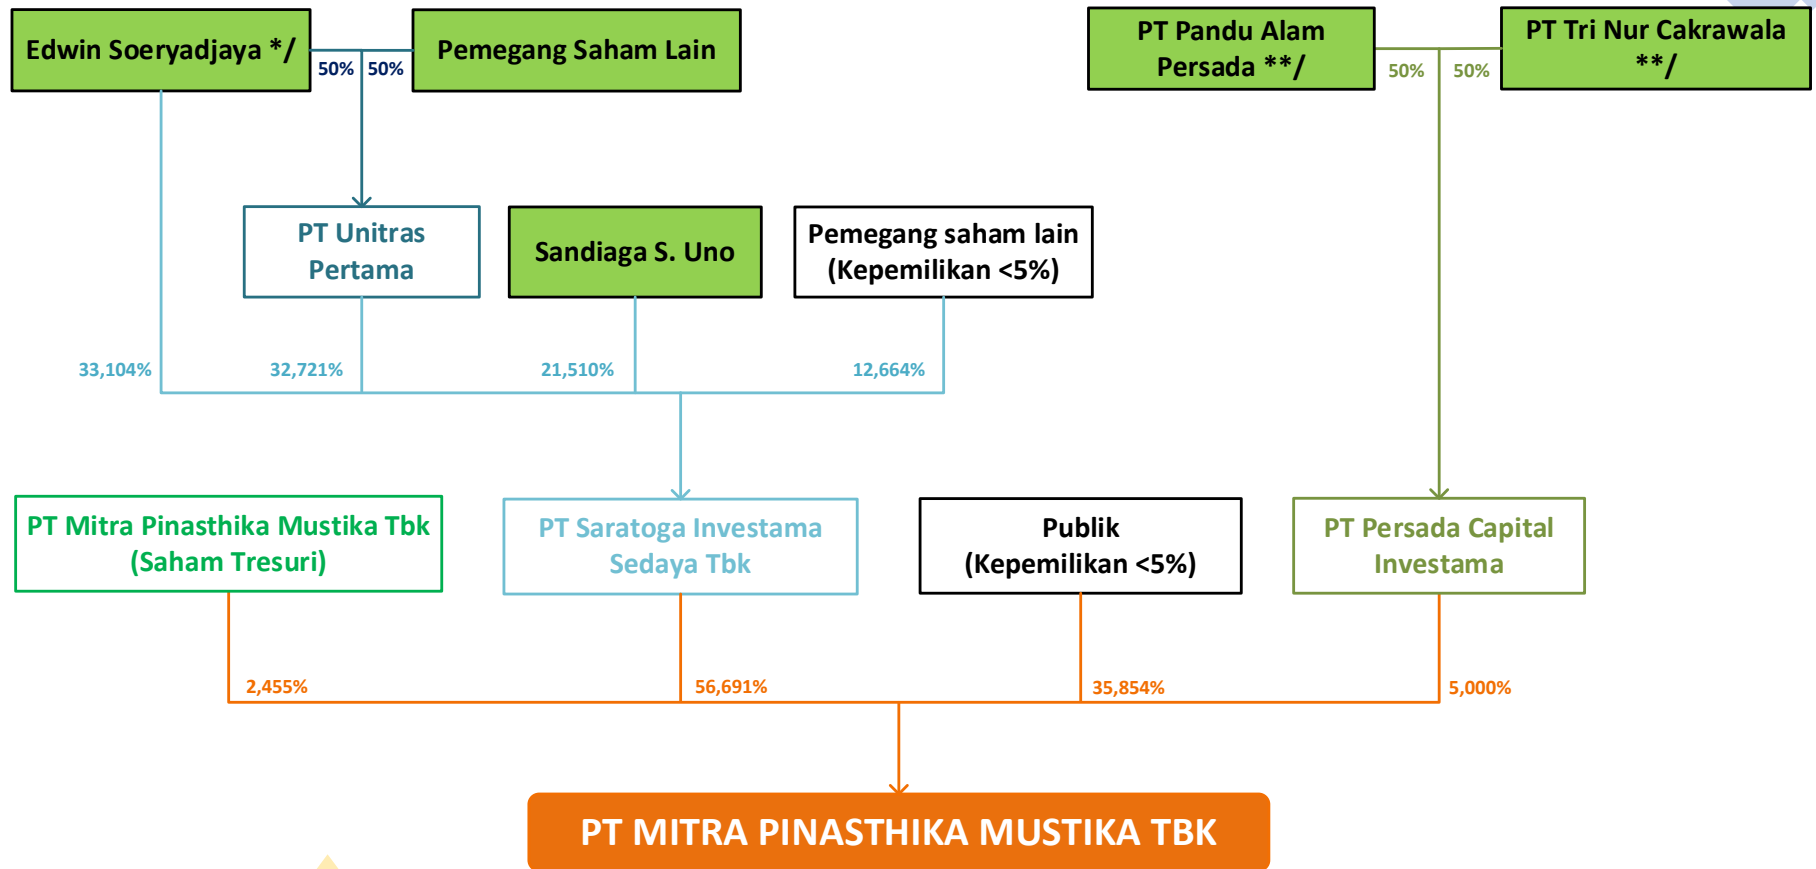 Edwin Soeryadjaya */
50%
50%
Pemegang Saham Lain
PT Pandu Alam
Persada **/
50%
50%
PT Tri Nur Cakrawala
**/
PT Unitras
Pertama
Sandiaga S. Uno
Pemegang saham lain
(Kepemilikan <5%)
33,104%
32,721%
21,510%
12,664%
PT Mitra Pinasthika Mustika Tbk
(Saham Tresuri)
PT Saratoga Investama
Sedaya Tbk
Publik
(Kepemilikan <5%)
PT Persada Capital
Investama
2,455%
56,691%
35,854%
5,000%
PT MITRA PINASTHIKA MUSTIKA TBK